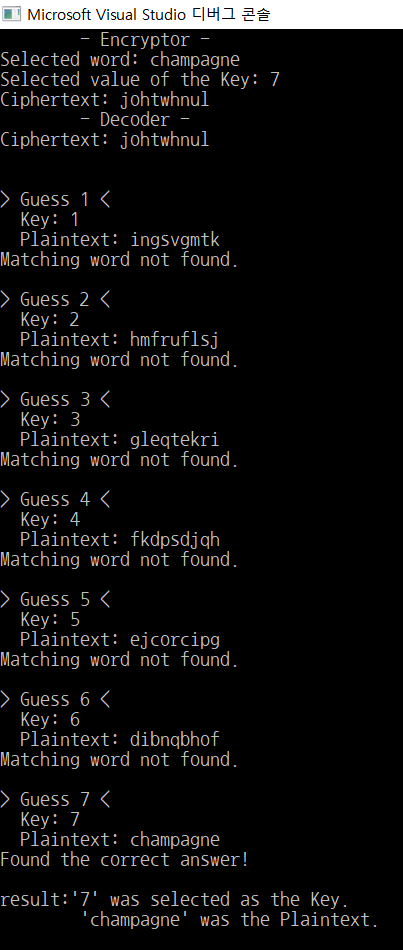 Microsoft Visual Studio 디버그 콘솔
- Encryptor -
Selected word: champagne
Selected value of the Key: 7
Ciphertext: johtwhnul
- Decoder -
Ciphertext: johtwhnul
> Guess 1 <
Key: 1
Plaintext: ingsvgmtk
Matching word not found.
> Guess 2 <
Key: 2
Plaintext: hmfruflsj
Matching word not found.
> Guess 3 <
Key: 3
Plaintext: gleqtekri
Matching word not found.
> Guess 4 <
Key: 4
Plaintext: fkdpsdjqh
Matching word not found.
> Guess 5 <
Key: 5
Plaintext: ejcorcipg
Matching word not found.
> Guess 6 <
Key: 6
Plaintext: dibnqbhof
Matching word not found.
> Guess 7 <
Key: 7
Plaintext: champagne
Found the correct answer!
result:'7' was selected as the Key.
'champagne' was the Plaintext.